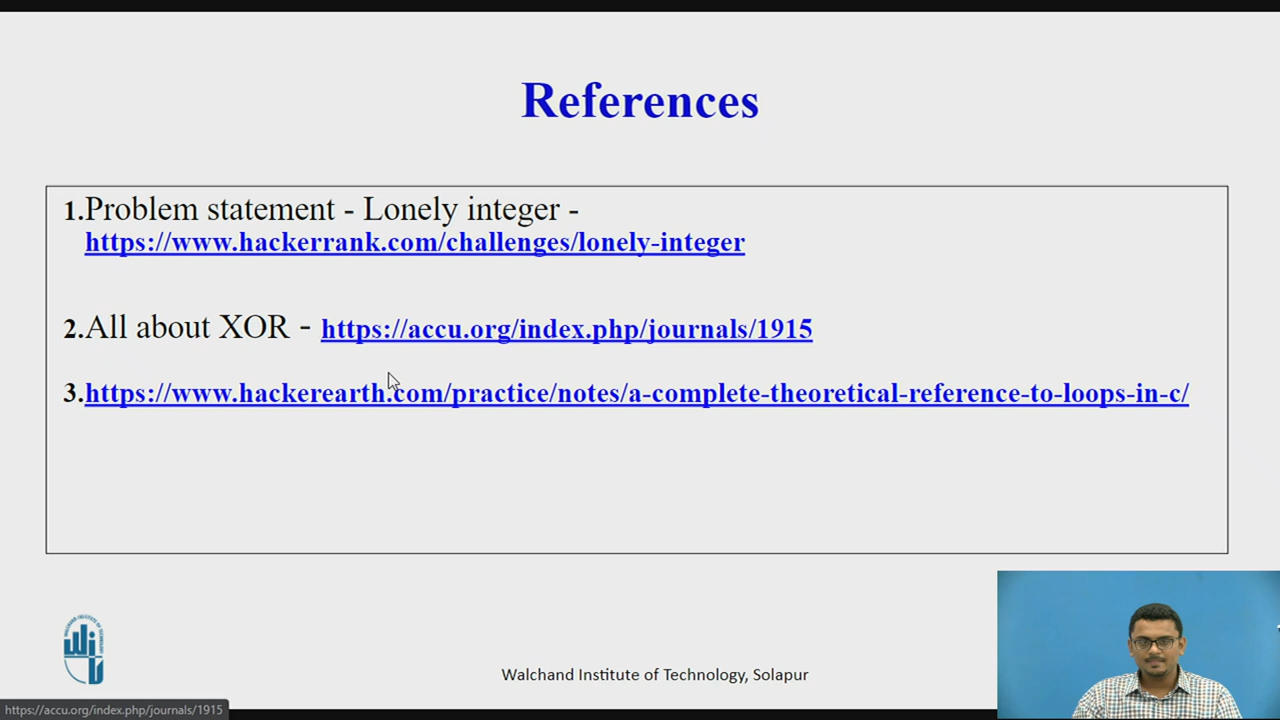 References
1.Problem statement - Lonely integer -
https://www.hackerrank.com/challenges/lonely-integer
2.All about XOR - https://accu.org/index.php/journals/1915
3.https://www.hackerearth.com/practice/notes/a-complete-theoretical-reference-to-loops-in-c/
Walchand Institute of Technology, Solapur
https://accu.org/index.php/journals/1915